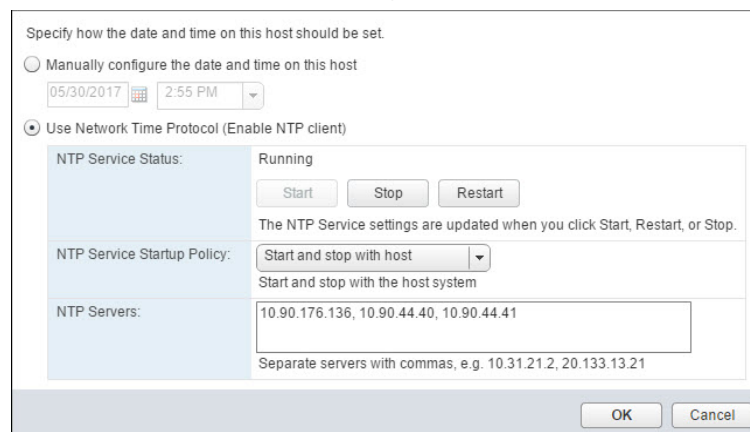 Specify how the date and time on this host should be set.
Manually configure the date and time on this host
05/30/2017 2:55 PM
Use Network Time Protocol (Enable NTP client)
NTP Service Status: Running
Start Stop Restart
The NTP Service settings are updated when you click Start, Restart, or Stop.
NTP Service Startup Policy: Start and stop with host
Start and stop with the host system
NTP Servers: 10.90.176.136, 10.90.44.40, 10.90.44.41
Separate servers with commas, e.g. 10.31.21.2, 20.133.13.21
OK Cancel